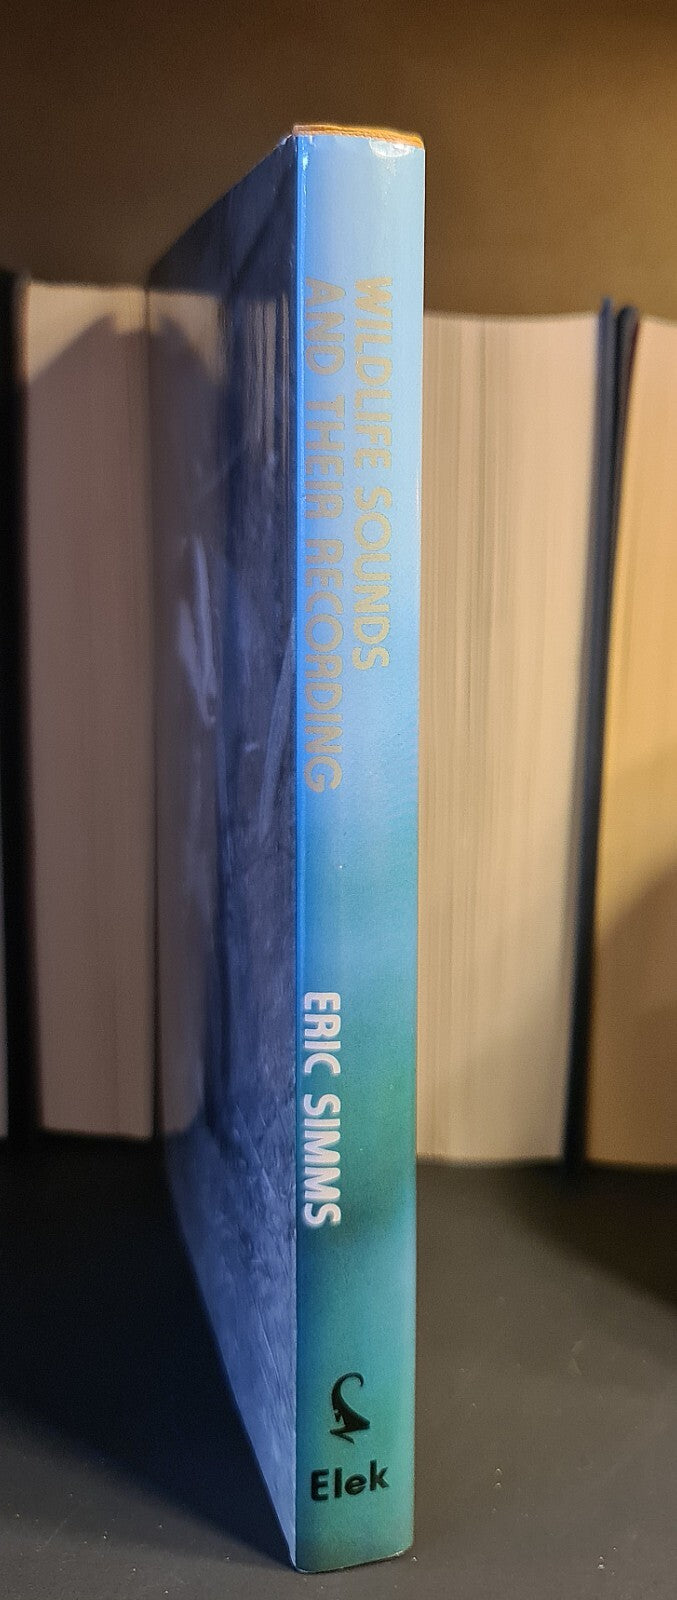 WILDLIFE SOUNDS
AND THEIR RECORDING
ERIC SIMMS
Elek